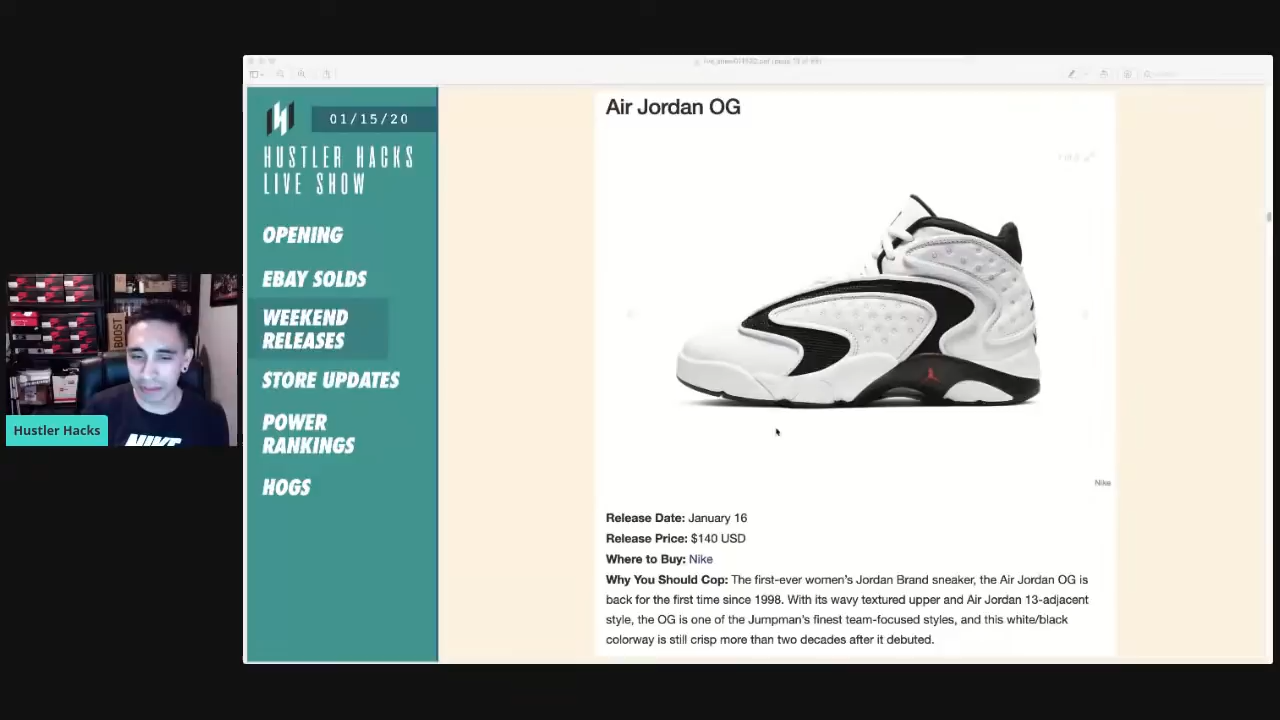 01/15/20
HUSTLER HACKS
LIVE SHOW
OPENING
EBAY SOLDS
WEEKEND
RELEASES
STORE UPDATES
POWER
RANKINGS
HOGS
Hustler Hacks
NIKE
BOOST
Air Jordan OG
Nike
Release Date: January 16
Release Price: $140 USD
Where to Buy: Nike
Why You Should Cop: The first-ever women's Jordan Brand sneaker, the Air Jordan OG is
back for the first time since 1998. With its wavy textured upper and Air Jordan 13-adjacent
style, the OG is one of the Jumpman's finest team-focused styles, and this white/black
colorway is still crisp more than two decades after it debuted.